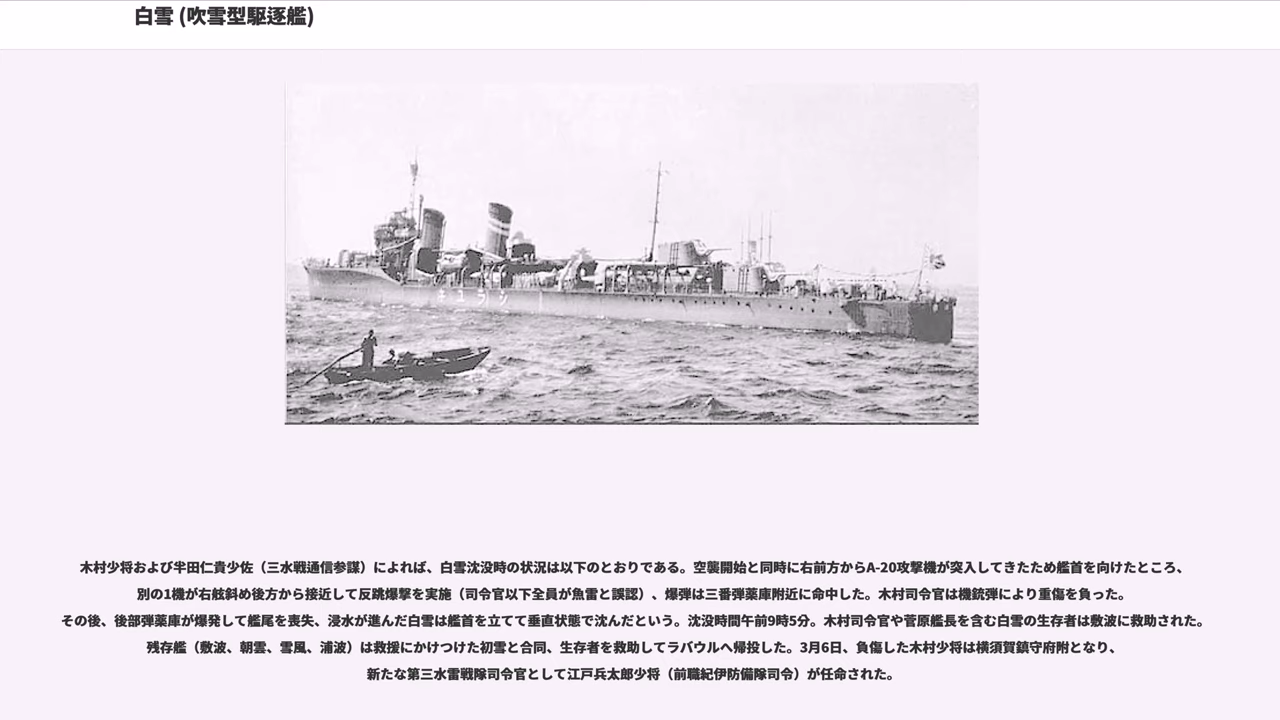 白雪 (吹雪型駆逐艦)
キユラシ
木村少将および半田仁貴少佐（三水戦通信参謀）によれば、白雪沈没時の状況は以下のとおりである。空襲開始と同時に右前方からA-20攻撃機が突入してきたため艦首を向けたところ、
別の1機が右舷斜め後方から接近して反跳爆撃を実施（司令官以下全員が魚雷と誤認）、爆弾は三番弾薬庫附近に命中した。木村司令官は機銃弾により重傷を負った。
その後、後部弾薬庫が爆発して艦尾を喪失、浸水が進んだ白雪は艦首を立てて垂直状態で沈んだという。沈没時間午前9時5分。木村司令官や菅原艦長を含む白雪の生存者は敷波に救助された。
残存艦（敷波、朝雲、雪風、浦波）は救援にかけつけた初雪と合同、生存者を救助してラバウルへ帰投した。3月6日、負傷した木村少将は横須賀鎮守府附となり、
新たな第三水雷戦隊司令官として江戸兵太郎少将（前職紀伊防備隊司令）が任命された。